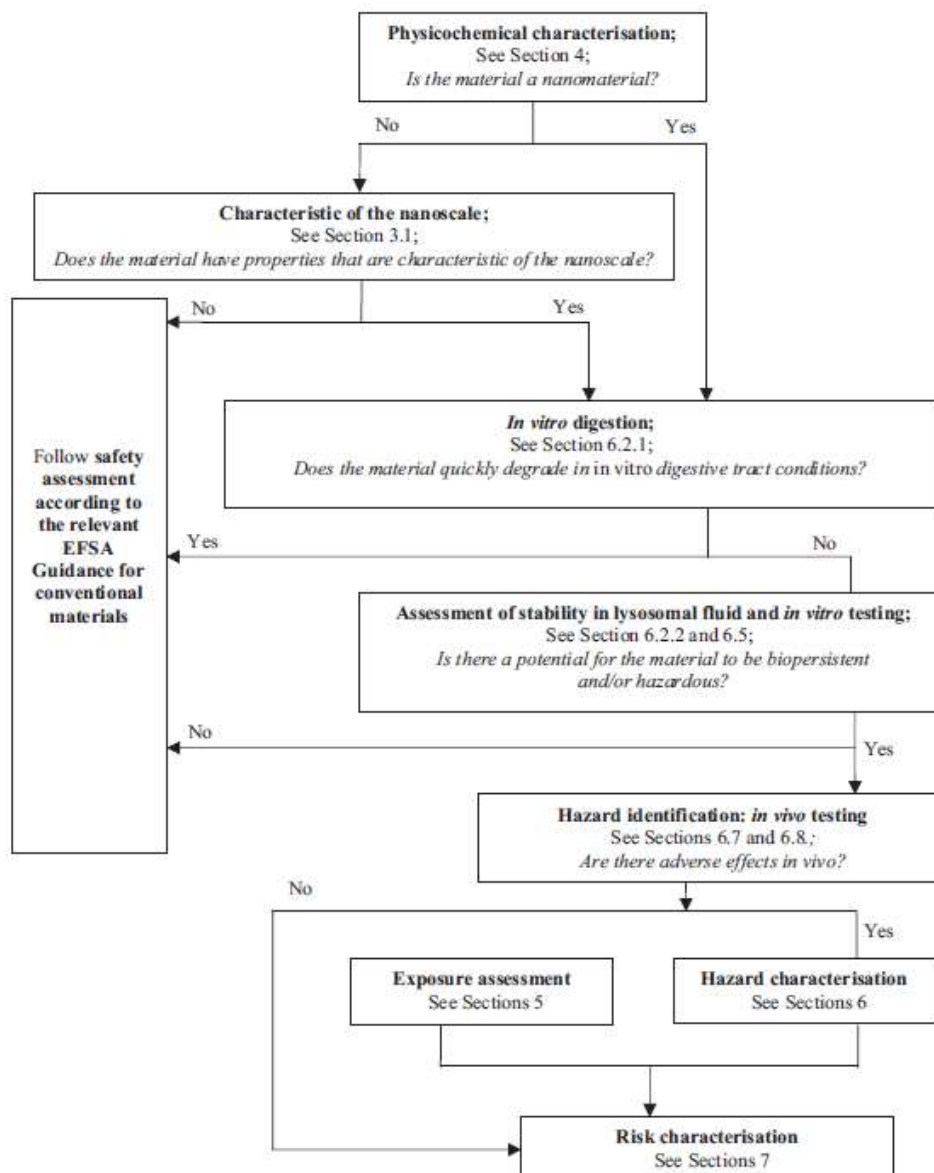 Physicochemical characterisation;
See Section 4;
Is the material a nanomaterial?
No
Yes
Characteristic of the nanoscale;
See Section 3.1;
Does the material have properties that are characteristic of the nanoscale?
No
Yes
In vitro digestion;
See Section 6.2.1;
Does the material quickly degrade in in vitro digestive tract conditions?
Follow safety
assessment
according to
the relevant
EFSA
Guidance for
conventional
materials
Yes
No
Assessment of stability in lysosomal fluid and in vitro testing;
See Section 6.2.2 and 6.5;
Is there a potential for the material to be biopersistent
and/or hazardous?
No
Yes
Hazard identification: in vivo testing
See Sections 6.7 and 6.8.;
Are there adverse effects in vivo?
No
Yes
Exposure assessment
See Sections 5
Hazard characterisation
See Sections 6
Risk characterisation
See Sections 7